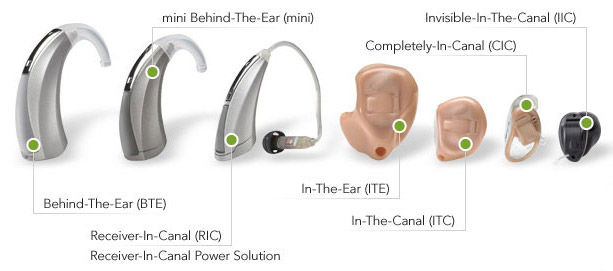 mini Behind-The-Ear (mini)
Invisible-In-The-Canal (IIC)
Completely-In-Canal (CIC)
Behind-The-Ear (BTE)
In-The-Ear (ITE)
In-The-Canal (ITC)
Receiver-In-Canal (RIC)
Receiver-In-Canal Power Solution